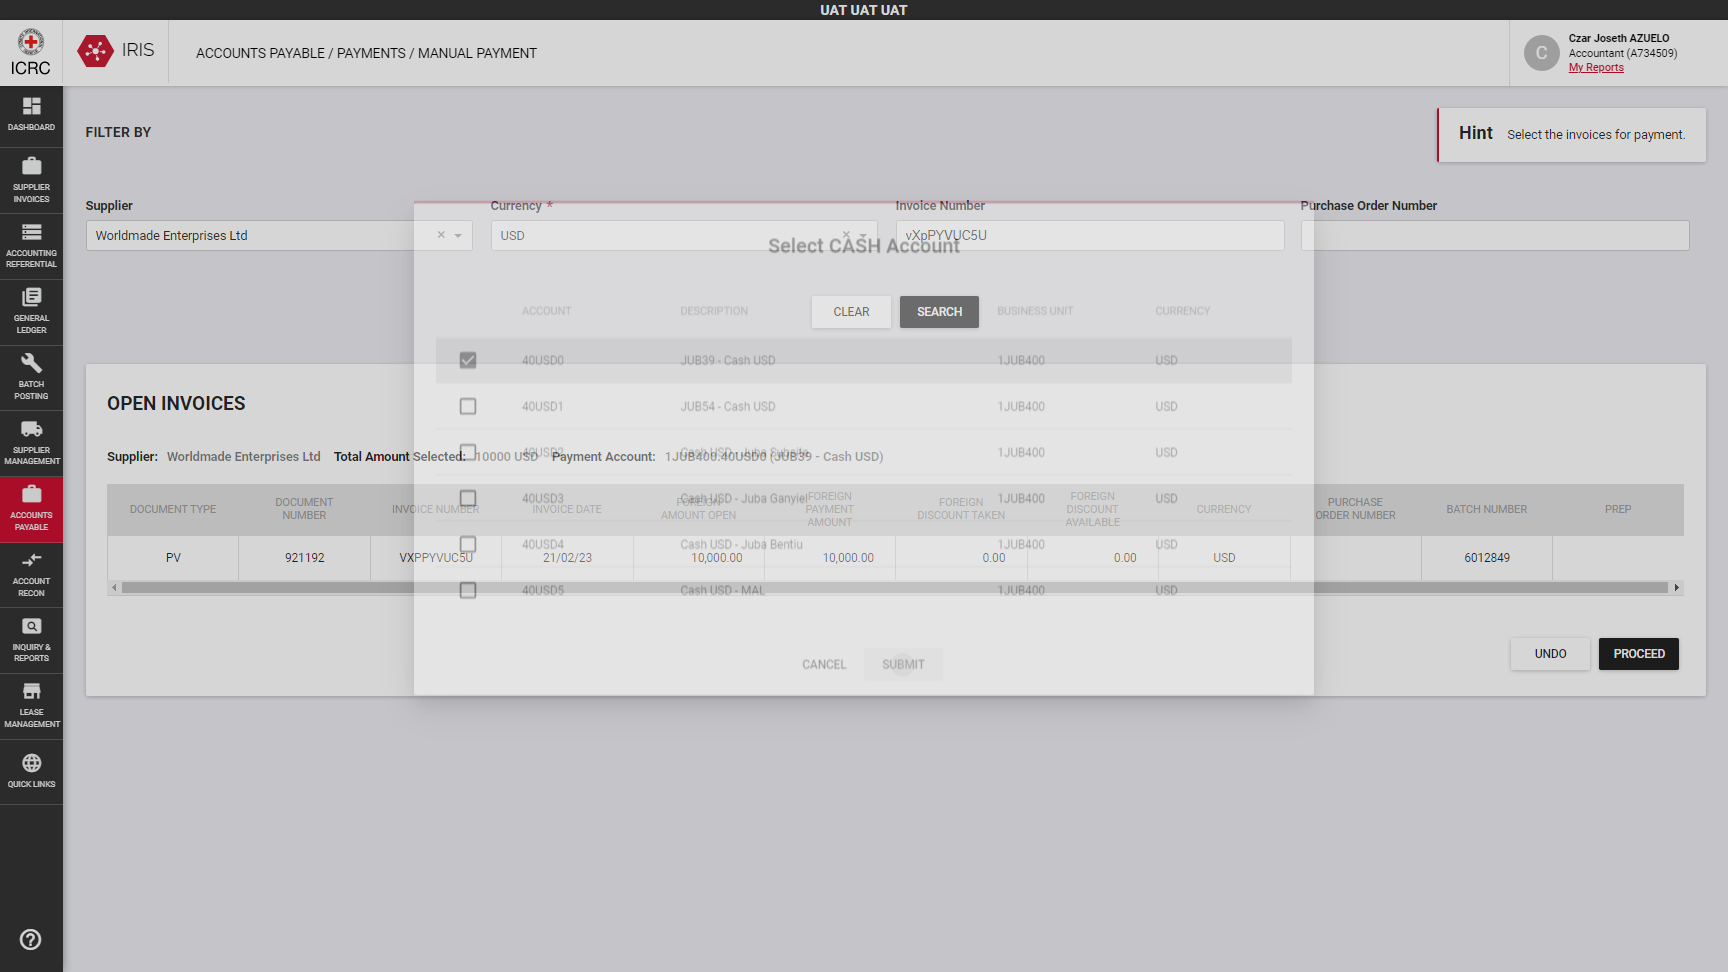 UAT UAT UAT
ICRC
IRIS
ACCOUNTS PAYABLE / PAYMENTS / MANUAL PAYMENT
C
Czar Joseth AZUELO
Accountant (A734509)
My Reports
DASHBOARD
SUPPLIER
INVOICES
ACCOUNTING
REFERENTIAL
GENERAL
LEDGER
BATCH
POSTING
SUPPLIER
MANAGEMENT
ACCOUNTS
PAYABLE
ACCOUNT
RECON
INQUIRY &
REPORTS
LEASE
MANAGEMENT
QUICK LINKS
FILTER BY
Hint Select the invoices for payment.
Supplier Currency * Invoice Number Purchase Order Number
Worldmade Enterprises Ltd USD vXpPYVUC5U
Select CASH Account
ACCOUNT DESCRIPTION BUSINESS UNIT CURRENCY
CLEAR SEARCH
40USD0 JUB39 - Cash USD 1JUB400 USD
40USD1 JUB54 - Cash USD 1JUB400 USD
40USD2 Cash USD - Juba 1JUB400 USD
40USD3 Cash USD - Juba Ganyiel 1JUB400 USD
40USD4 Cash USD - Juba Bentiu 1JUB400 USD
40USD5 Cash USD - MAL 1JUB400 USD
CANCEL SUBMIT
OPEN INVOICES
Supplier: Worldmade Enterprises Ltd Total Amount Selected: 10000 USD Payment Account: 1JUB400.40USD0 (JUB39 - Cash USD)
DOCUMENT TYPE DOCUMENT NUMBER INVOICE NUMBER INVOICE DATE FOREIGN AMOUNT OPEN FOREIGN PAYMENT AMOUNT FOREIGN DISCOUNT TAKEN FOREIGN DISCOUNT AVAILABLE CURRENCY PURCHASE ORDER NUMBER BATCH NUMBER PREP
PV 921192 VXPPYVUC5U 21/02/23 10,000.00 10,000.00 0.00 0.00 USD 6012849
UNDO PROCEED